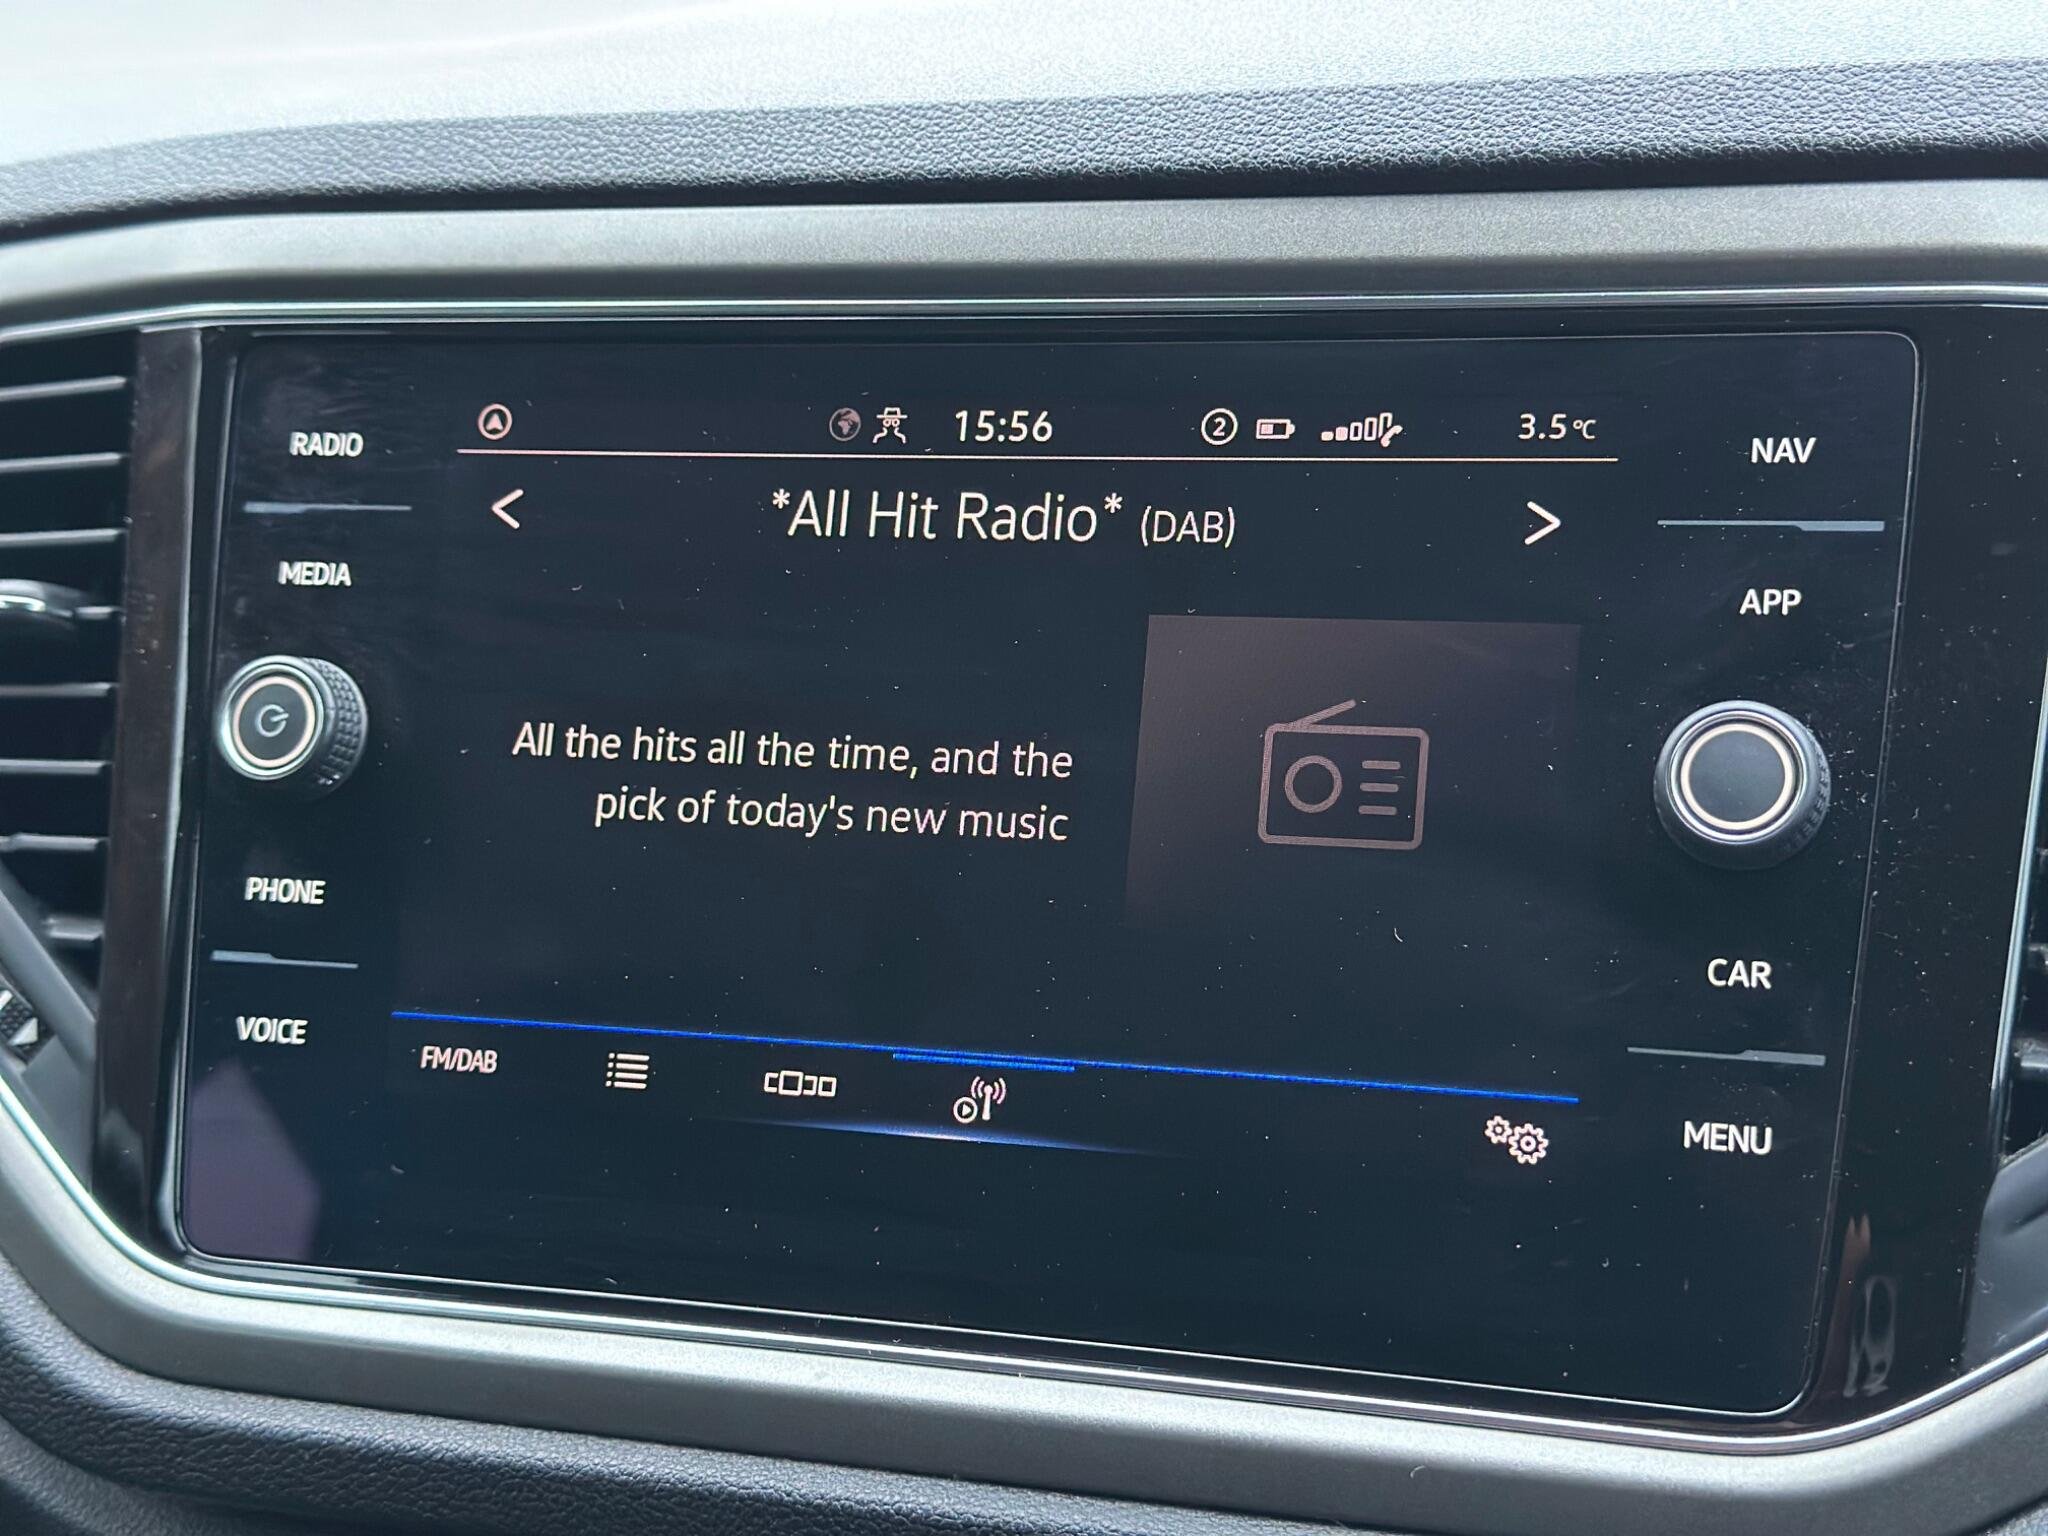 RADIO
MEDIA
PHONE
VOICE
15:56
2
3.5°C
< *All Hit Radio* (DAB) >
All the hits all the time, and the
pick of today's new music
FM/DAB
NAV
APP
CAR
MENU